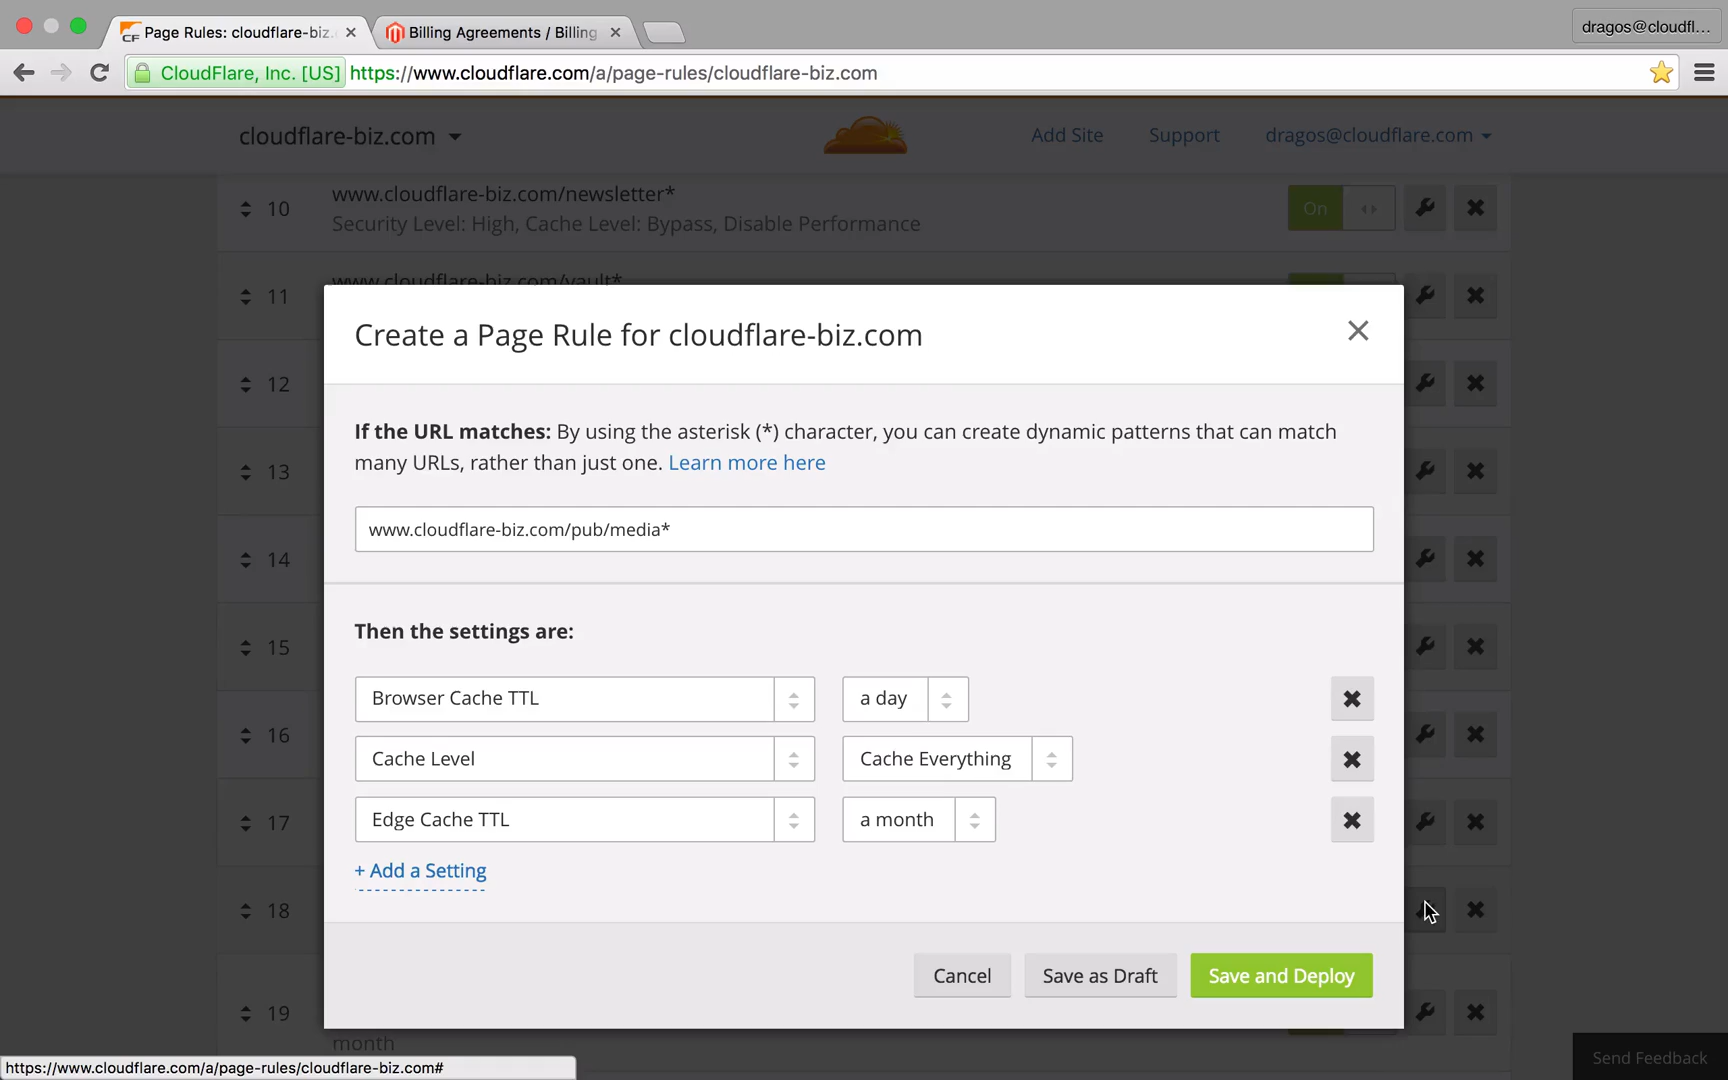 Page Rules: cloudflare-biz.c
Billing Agreements / Billing
dragos@cloudfl...
CloudFlare, Inc. [US]
https://www.cloudflare.com/a/page-rules/cloudflare-biz.com
cloudflare-biz.com
Add Site
Support
dragos@cloudflare.com
10
www.cloudflare-biz.com/newsletter*
Security Level: High, Cache Level: Bypass, Disable Performance
On
11
www.cloudflare-biz.com/vault*
Create a Page Rule for cloudflare-biz.com
12
If the URL matches: By using the asterisk (*) character, you can create dynamic patterns that can match
many URLs, rather than just one. Learn more here
13
www.cloudflare-biz.com/pub/media*
14
Then the settings are:
15
Browser Cache TTL
a day
16
Cache Level
Cache Everything
17
Edge Cache TTL
a month
+ Add a Setting
18
Cancel
Save as Draft
Save and Deploy
19
month
Send Feedback
https://www.cloudflare.com/a/page-rules/cloudflare-biz.com#